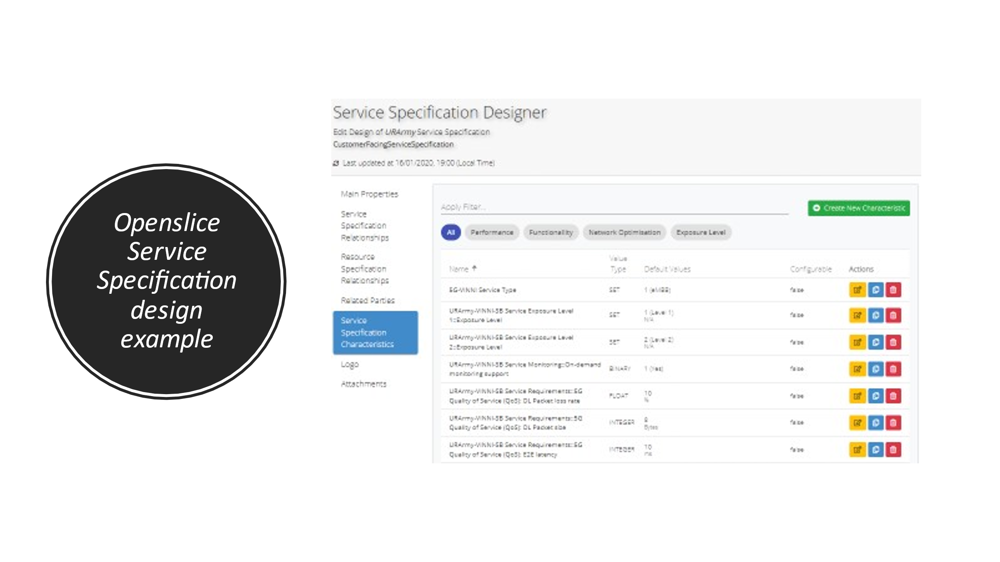 Openslice
Service
Specification
design
example
Service Specification Designer
Edit Design of URArmy Service Specification
CustomerFacingServiceSpecification
Last updated at 16/01/2020, 19:00 (Local Time)
Main Properties
Service
Specification
Relationships
Resource
Specification
Relationships
Related Parties
Service
Specification
Characteristics
Logo
Attachments
Apply Filter...
Create New Characteristic
All Performance Functionality Network Optimisation Exposure Level
Name Value Type Default Values Configurable Actions
5G-VINNI Service Type SET 1 (eMBB) false
URArmy-VINNI-SB Service Exposure Level
1::Exposure Level SET 1 (Level 1) N/A false
URArmy-VINNI-SB Service Exposure Level
2::Exposure Level SET 2 (Level 2) N/A false
URArmy-VINNI-SB Service Monitoring::On-demand
monitoring support BINARY 1 (Yes) false
URArmy-VINNI-SB Service Requirements::5G
Quality of Service (QoS): DL Packet loss rate FLOAT 10 % false
URArmy-VINNI-SB Service Requirements::5G
Quality of Service (QoS): DL Packet size INTEGER Bytes false
URArmy-VINNI-SB Service Requirements::5G
Quality of Service (QoS): E2E latency INTEGER 10 ms false